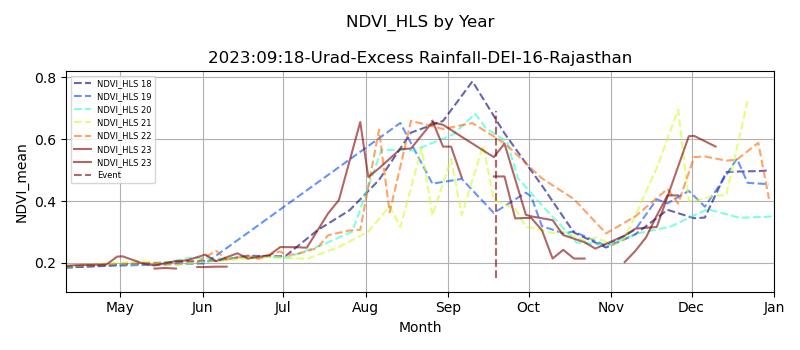 NDVI_HLS by Year
2023:09:18-Urad-Excess Rainfall-DEI-16-Rajasthan
NDVI_HLS 18
NDVI_HLS 19
NDVI_HLS 20
NDVI_HLS 21
NDVI_HLS 22
NDVI_HLS 23
NDVI_HLS 23
Event
0.8
0.6
0.4
0.2
NDVI_mean
May Jun Jul Aug Sep Oct Nov Dec Jan
Month